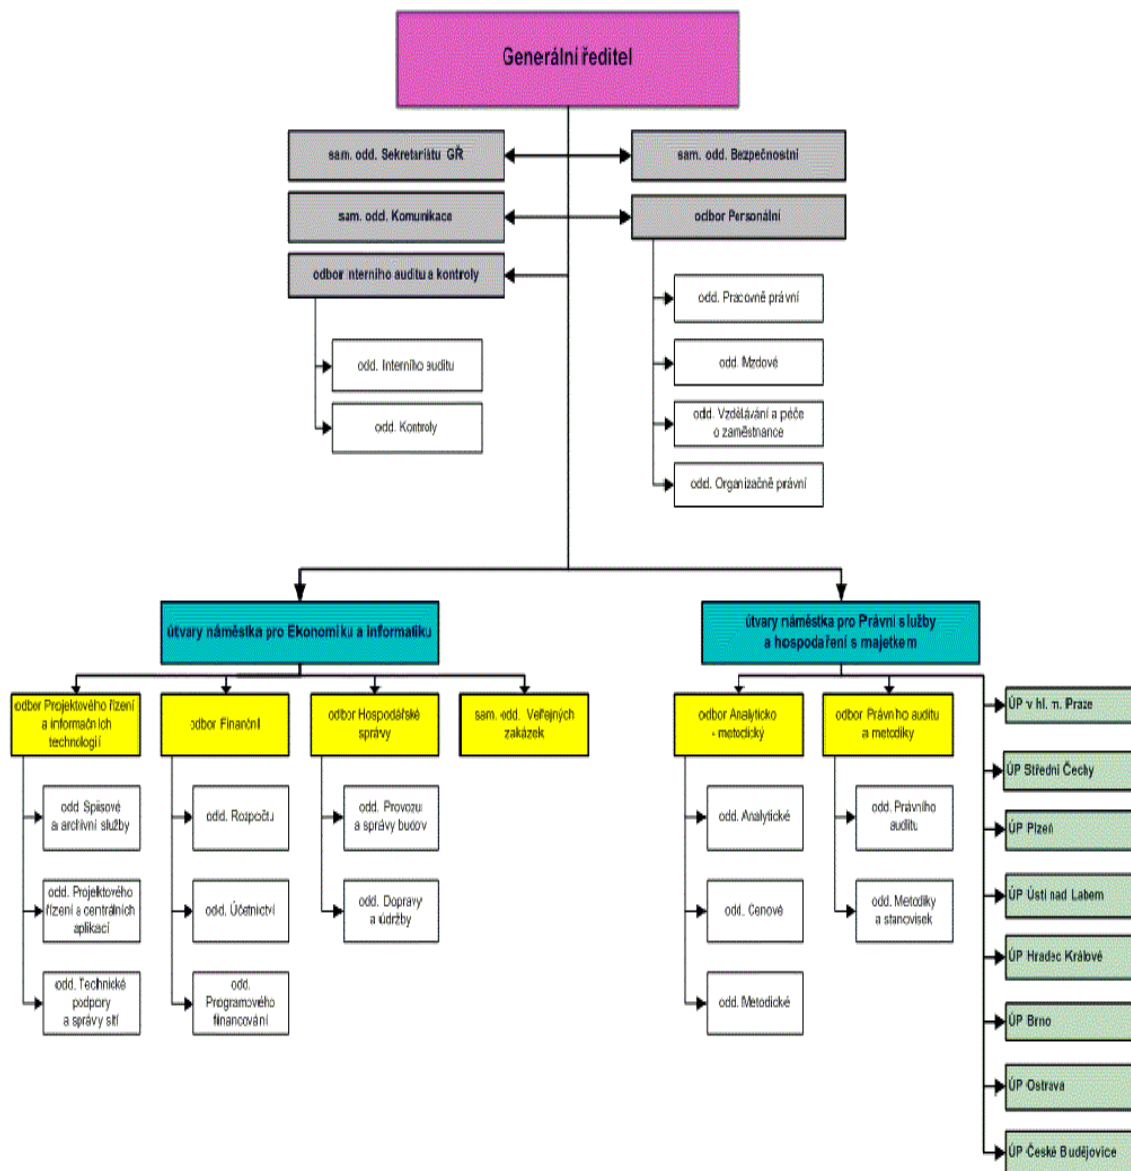 Generální ředitel
sam. odd. Sekretariátu GŘ
sam. odd. Bezpečnostní
sam. odd. Komunikace
odbor Personální
odbor Interního auditu a kontroly
odd. Pracovně právní
odd. Interního auditu
odd. Mzdové
odd. Kontroly
odd. Vzdělávání a péče
o zaměstnance
odd. Organizačně právní
útvary náměstka pro Ekonomiku a Informatiku
útvary náměstka pro Právní služby
a hospodaření s majetkem
odbor Projektového řízení
a informačních
technologií
odbor Finanční
odbor Hospodářské
správy
sam. odd. Veřejných
zakázek
odbor Analyticko
- metodický
odbor Právního auditu
a metodiky
odd. Spisové
a archivní služby
odd. Projektového
řízení a centrálních
aplikací
odd. Technické
podpory
a správy sítí
odd. Rozpočtu
odd. Účetnictví
odd.
Programového
financování
odd. Provozu
a správy budov
odd. Dopravy
a údržby
odd. Analytické
odd. Cenové
odd. Metodické
odd. Právního
auditu
odd. Metodiky
a stanovisek
ÚP v hl. m. Praze
ÚP Střední Čechy
ÚP Plzeň
ÚP Ústí nad Labem
ÚP Hradec Králové
ÚP Brno
ÚP Ostrava
ÚP České Budějovice